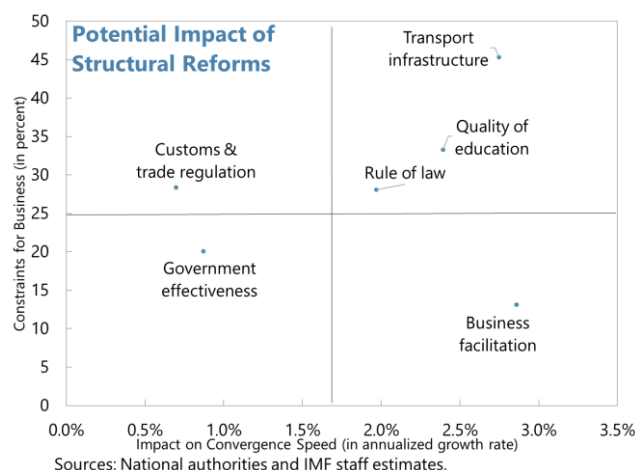 Potential Impact of
Structural Reforms
Constraints for Business (in percent)
50
45
40
35
30
25
20
15
10
5
0
Transport
infrastructure
Quality of
education
Customs &
trade regulation
Rule of law
Government
effectiveness
Business
facilitation
0.0% 0.5% 1.0% 1.5% 2.0% 2.5% 3.0% 3.5%
Impact on Convergence Speed (in annualized growth rate)
Sources: National authorities and IMF staff estimates.